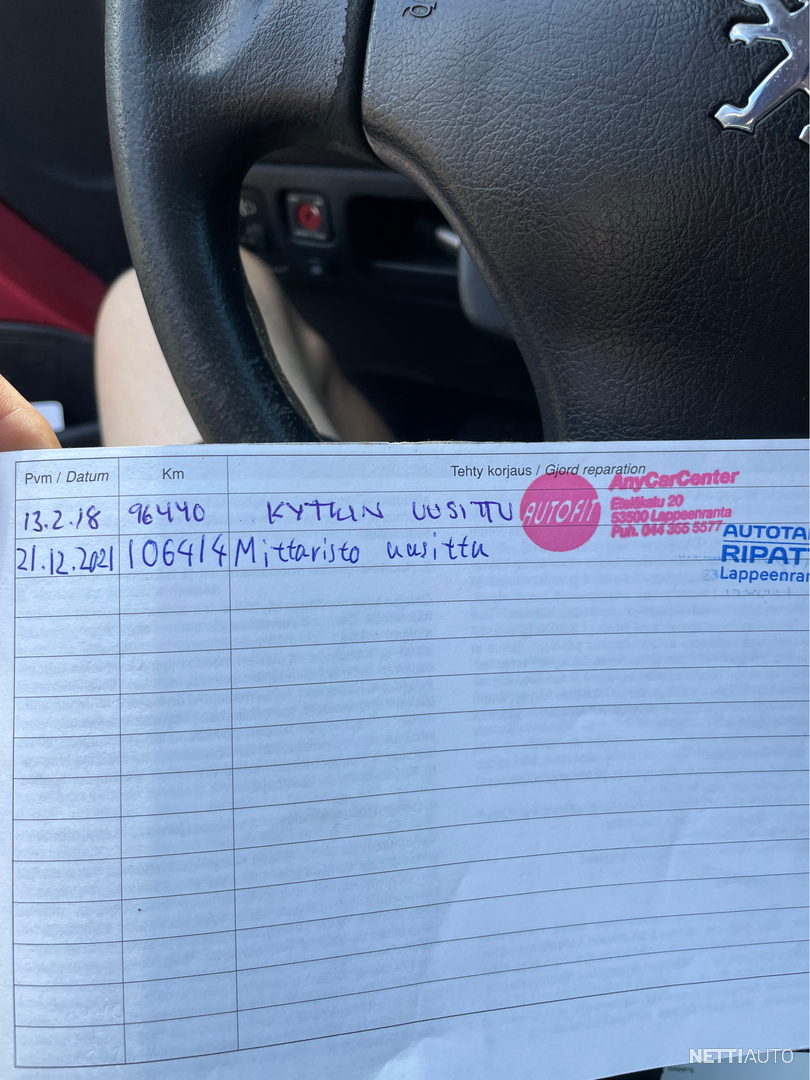 Pvm / Datum Km Tehty korjaus / Gjord reparation
13.2.18 96440 KYTKIN UUSITTU
AUTOFIT
AnyCarCenter
Eteläkatu 20
53500 Lappeenranta
Puh. 044 355 5577
21.12.2021 106414 Mittaristo uusittu
AUTOTA
RIPAT
Lappeenran
NETTIAUTO